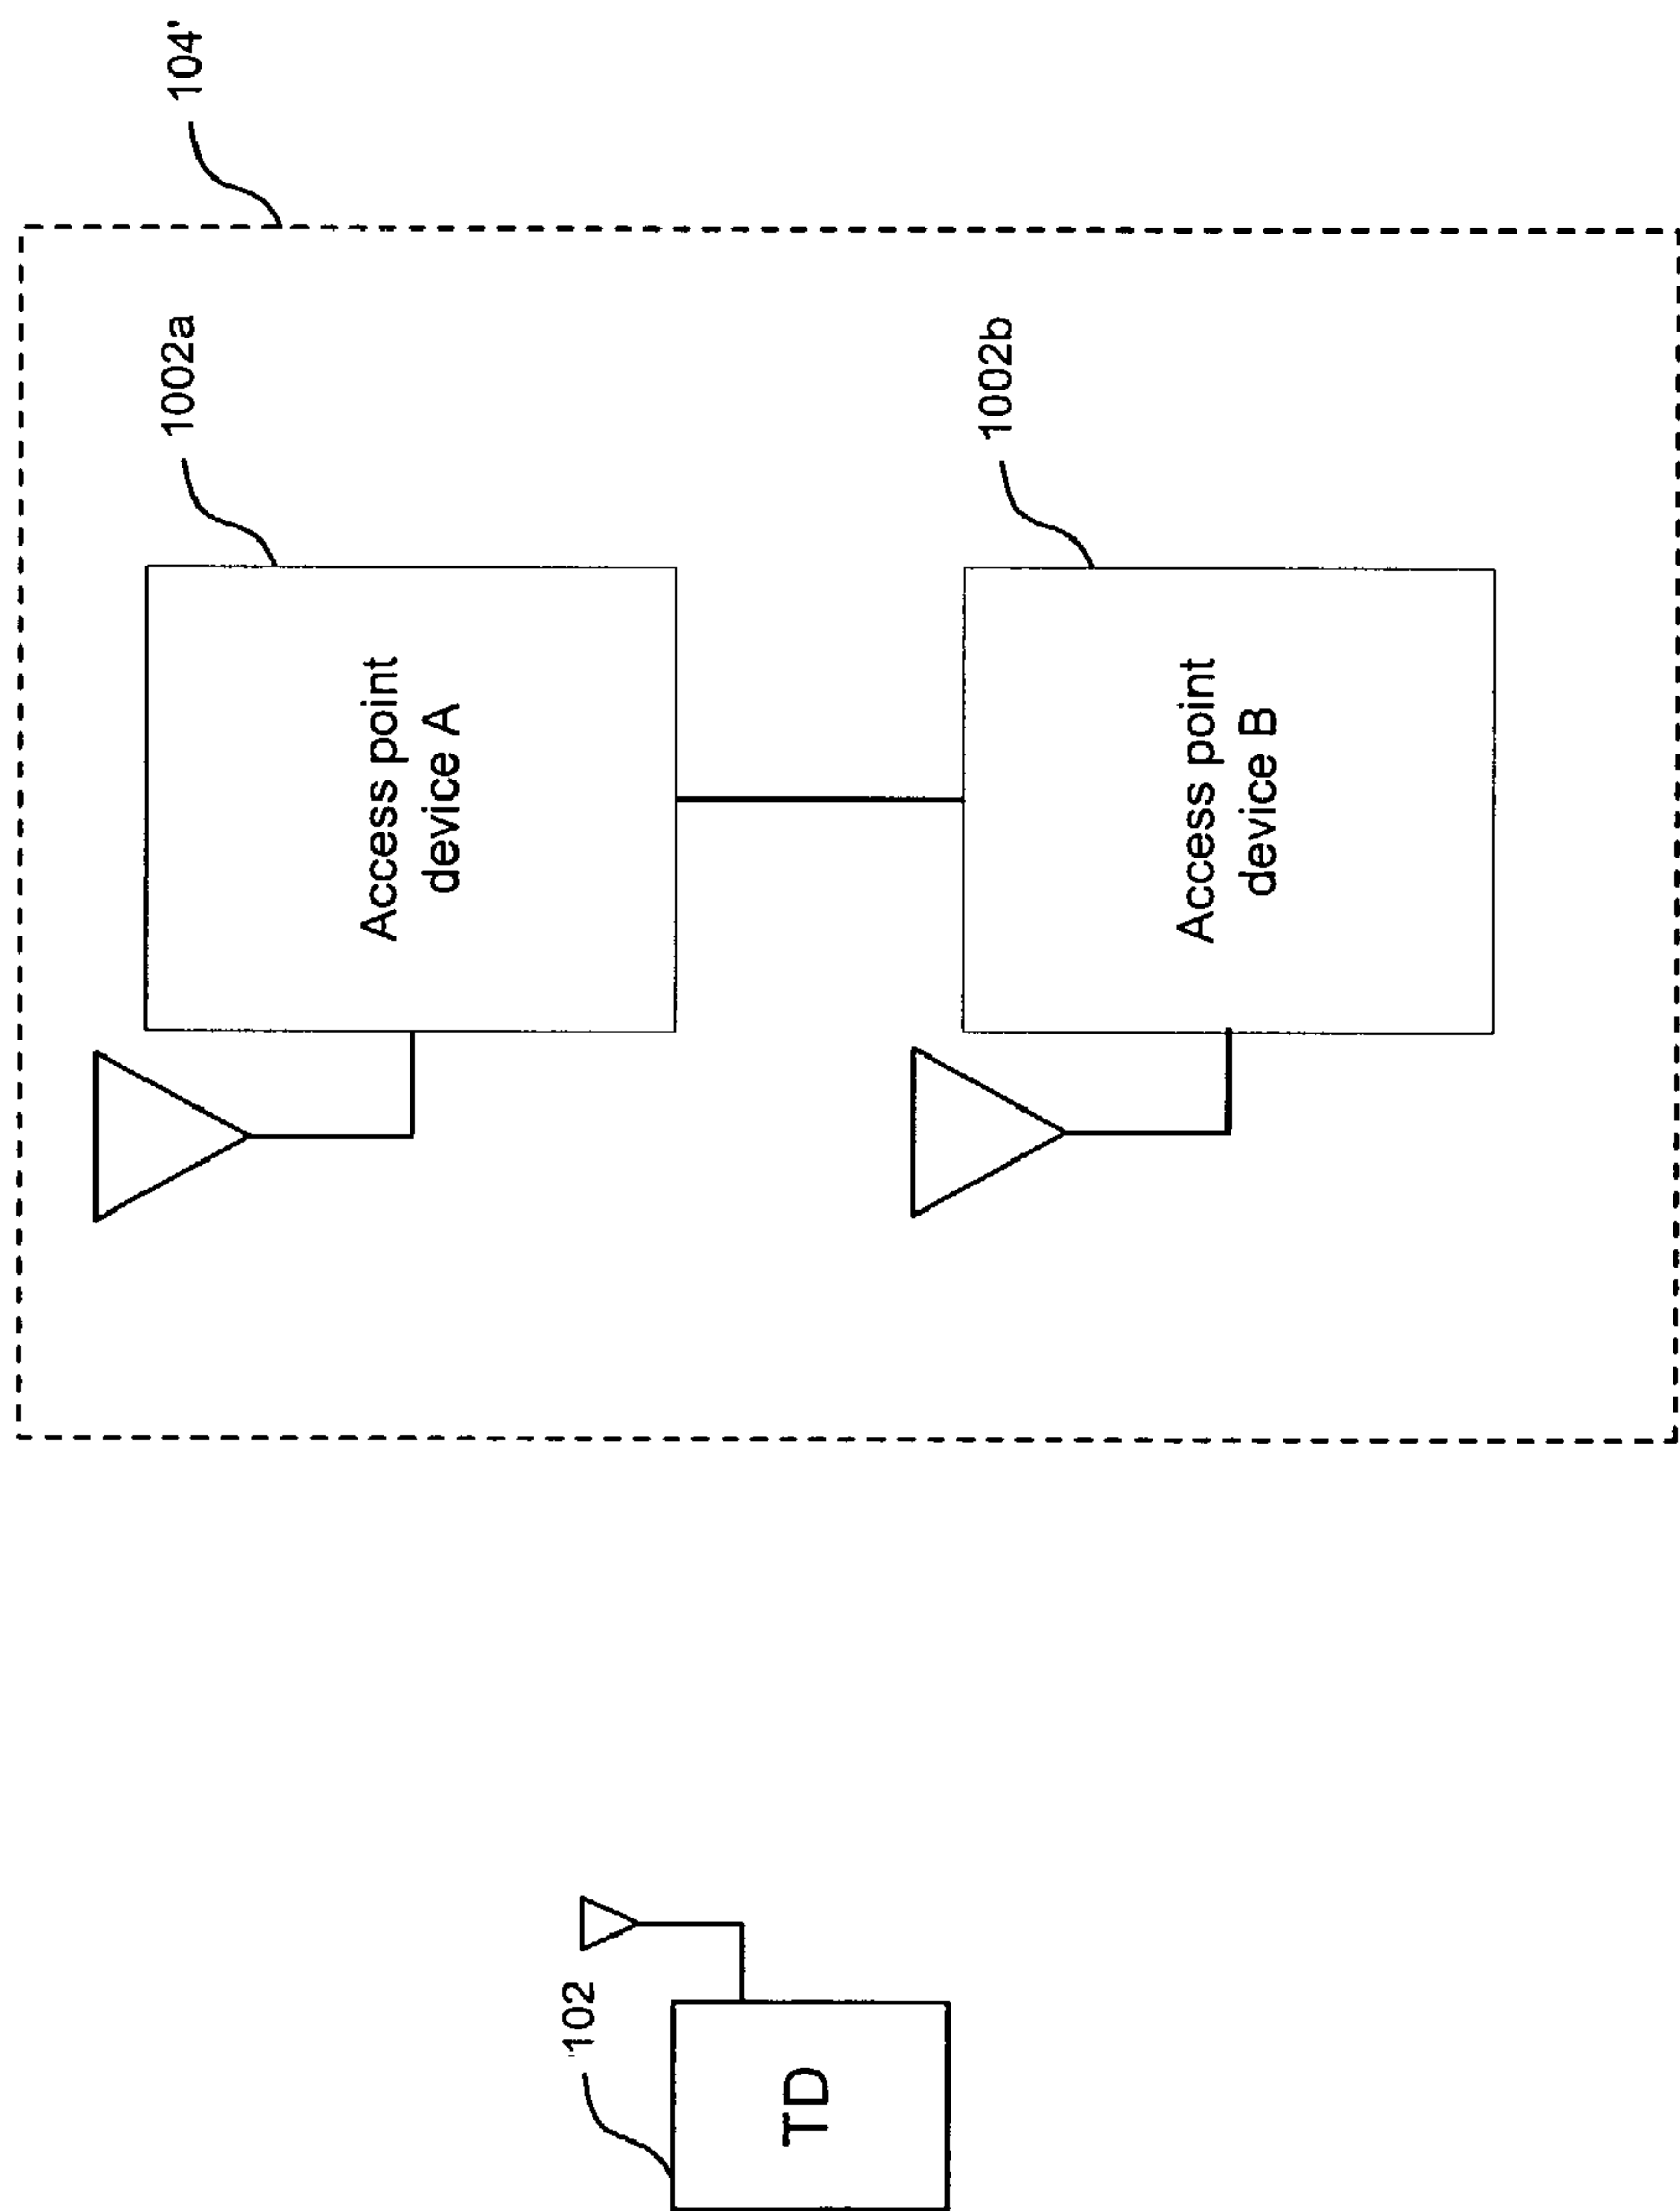 104'
1002a
Access point
device A
1002b
Access point
device B
102
TD